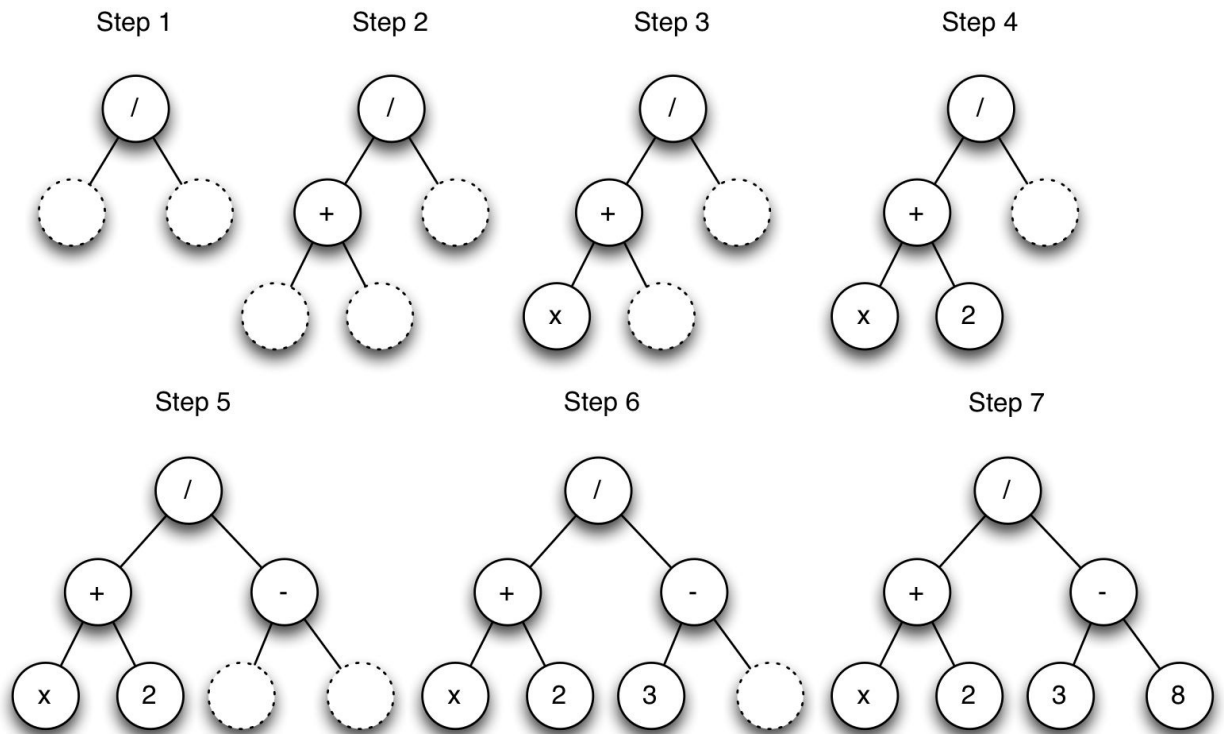 Step 1 Step 2 Step 3 Step 4
/ / / /
+ + +
x x 2
Step 5 Step 6 Step 7
/ / /
+ - + - + -
x 2 x 2 3 x 2 3 8